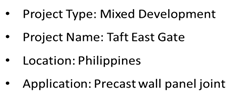 • Project Type: Mixed Development
• Project Name: Taft East Gate
• Location: Philippines
• Application: Precast wall panel joint